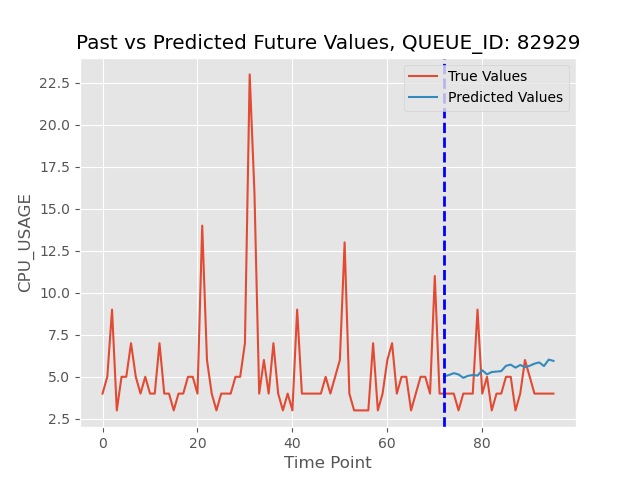 Past vs Predicted Future Values, QUEUE_ID: 82929
True Values
Predicted Values
CPU_USAGE
22.5
20.0
17.5
15.0
12.5
10.0
7.5
5.0
2.5
0
20
40
60
80
Time Point